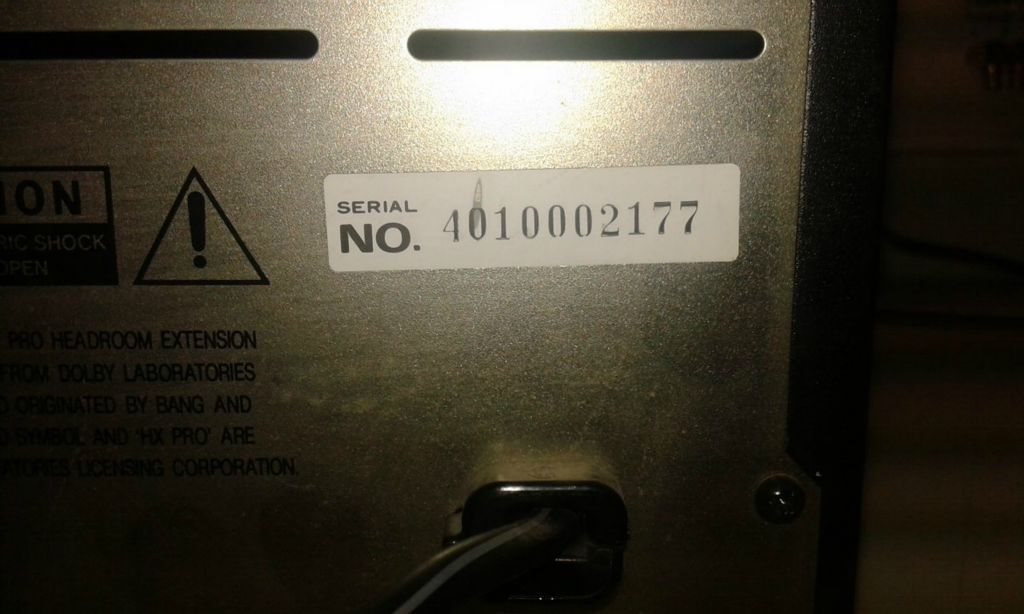 ION
RIC SHOCK
OPEN
SERIAL
NO. 4010002177
PRO HEADROOM EXTENSION
FROM DOLBY LABORATORIES
ORIGINATED BY BANG AND
SYMBOL AND 'HX PRO' ARE
ATORIES LICENSING CORPORATION.